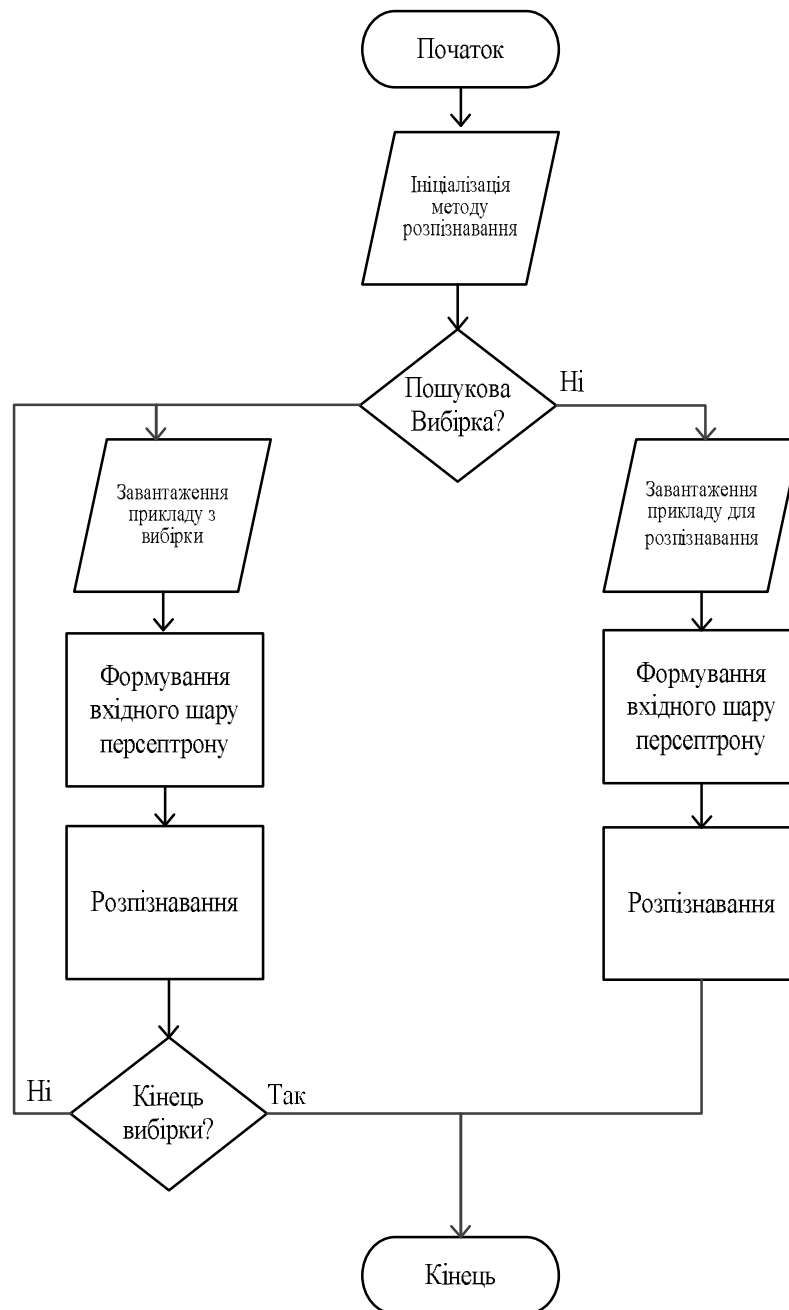 Початок
Ініціалізація
методу
розпізнавання
Пошукова
Вибірка?
Ні
Завантаження
прикладу з
вибірки
Завантаження
прикладу для
розпізнавання
Формування
вхідного шару
персептрону
Формування
вхідного шару
персептрону
Розпізнавання
Розпізнавання
Ні
Кінець
вибірки?
Так
Кінець